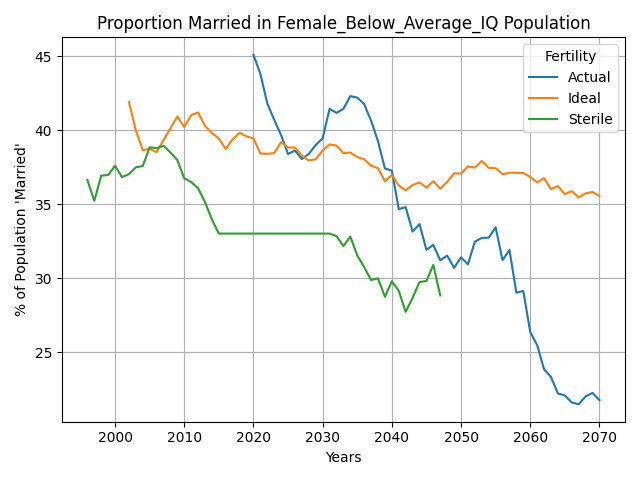 Proportion Married in Female_Below_Average_IQ Population
Fertility
Actual
Ideal
Sterile
% of Population 'Married'
45
40
35
30
25
2000
2010
2020
2030
2040
2050
2060
2070
Years